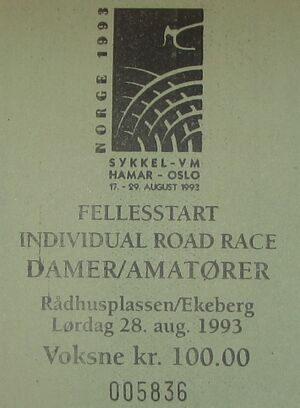 NORGE 1993
SYKKEL-VM
HAMAR - OSLO
17. - 29. AUGUST 1993
FELLESSTART
INDIVIDUAL ROAD RACE
DAMER/AMATØRER
Rådhusplassen/Ekeberg
Lørdag 28. aug. 1993
Voksne kr. 100.00
005836